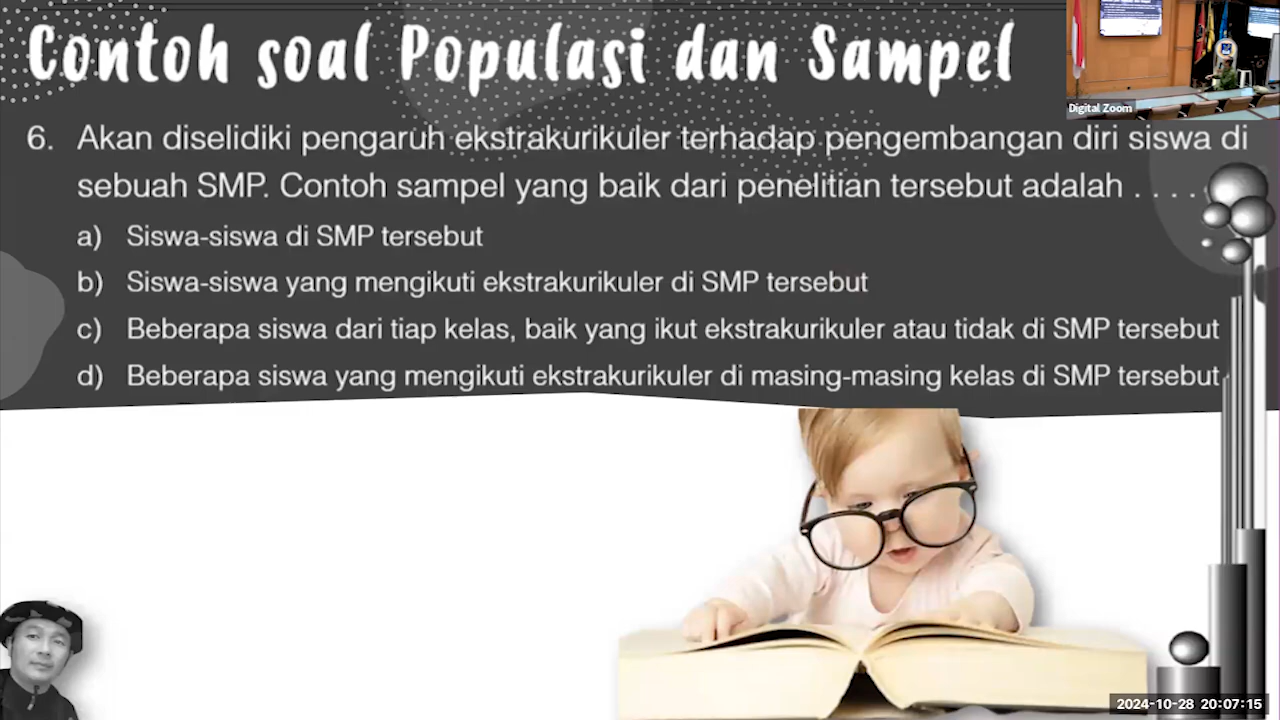 Contoh soal Populasi dan Sampel
Digital Zoom
6. Akan diselidiki pengaruh ekstrakurikuler terhadap pengembangan diri siswa di
sebuah SMP. Contoh sampel yang baik dari penelitian tersebut adalah . . . .
a) Siswa-siswa di SMP tersebut
b) Siswa-siswa yang mengikuti ekstrakurikuler di SMP tersebut
c) Beberapa siswa dari tiap kelas, baik yang ikut ekstrakurikuler atau tidak di SMP tersebut
d) Beberapa siswa yang mengikuti ekstrakurikuler di masing-masing kelas di SMP tersebut
2024-10-28 20:07:15